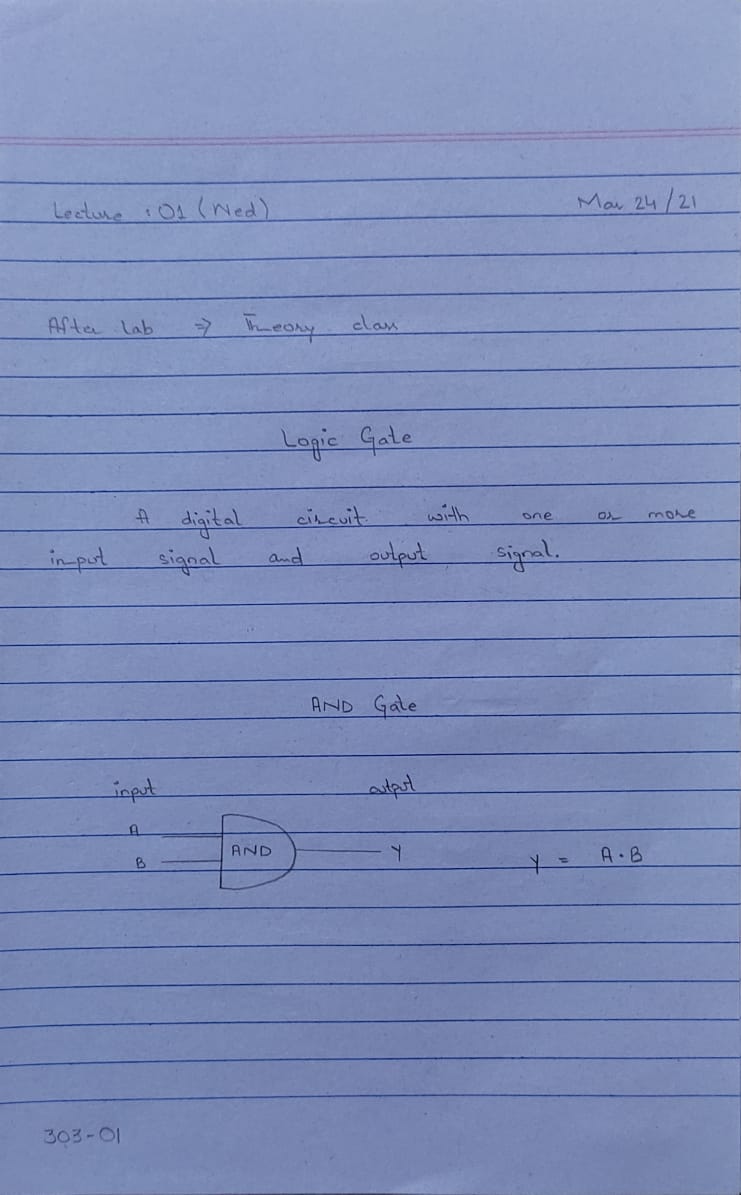 Lecture : 01 (Wed) Mar 24/21
After lab ⇒ Theory class
Logic Gate
A digital circuit with one or more
input signal and output signal.
AND Gate
input output
A
AND Y
B
Y = A·B
303-01